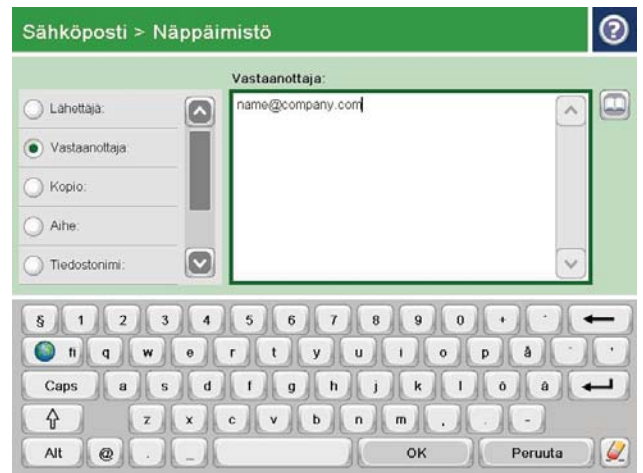 Sähköposti > Näppäimistö
Vastaanottaja:
name@company.com
Lähettäjä:
Vastaanottaja:
Kopio:
Aihe:
Tiedostonimi:
§ 1 2 3 4 5 6 7 8 9 0 +
fi q w e r t y u i o p å
Caps a s d f g h j k l ö ä
z x c v b n m , . -
Alt @ . _ OK Peruuta